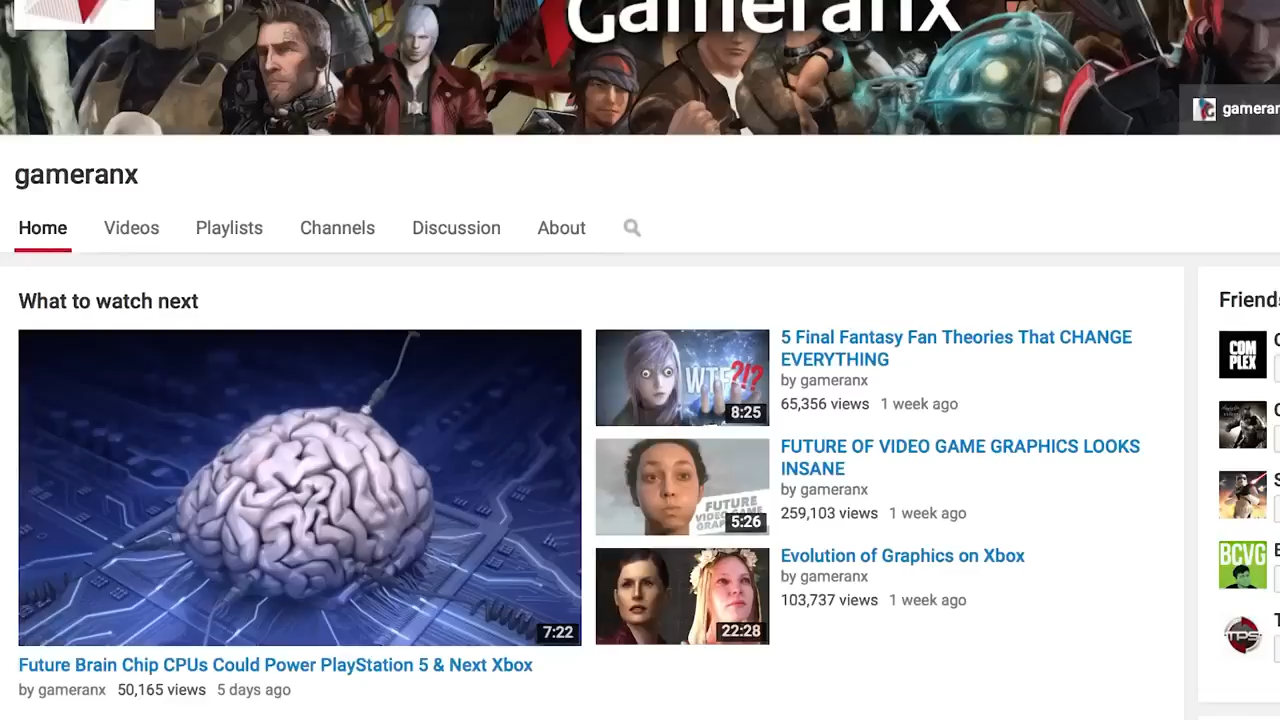 Gameranx
gameranx
Home Videos Playlists Channels Discussion About
What to watch next
Friends
7:22
Future Brain Chip CPUs Could Power PlayStation 5 & Next Xbox
by gameranx 50,165 views 5 days ago
WTF?!?
8:25
5 Final Fantasy Fan Theories That CHANGE
EVERYTHING
by gameranx
65,356 views 1 week ago
FUTURE
5:26
FUTURE OF VIDEO GAME GRAPHICS LOOKS
INSANE
by gameranx
259,103 views 1 week ago
22:28
Evolution of Graphics on Xbox
by gameranx
103,737 views 1 week ago
COM
PLEX
BCVG
TPS